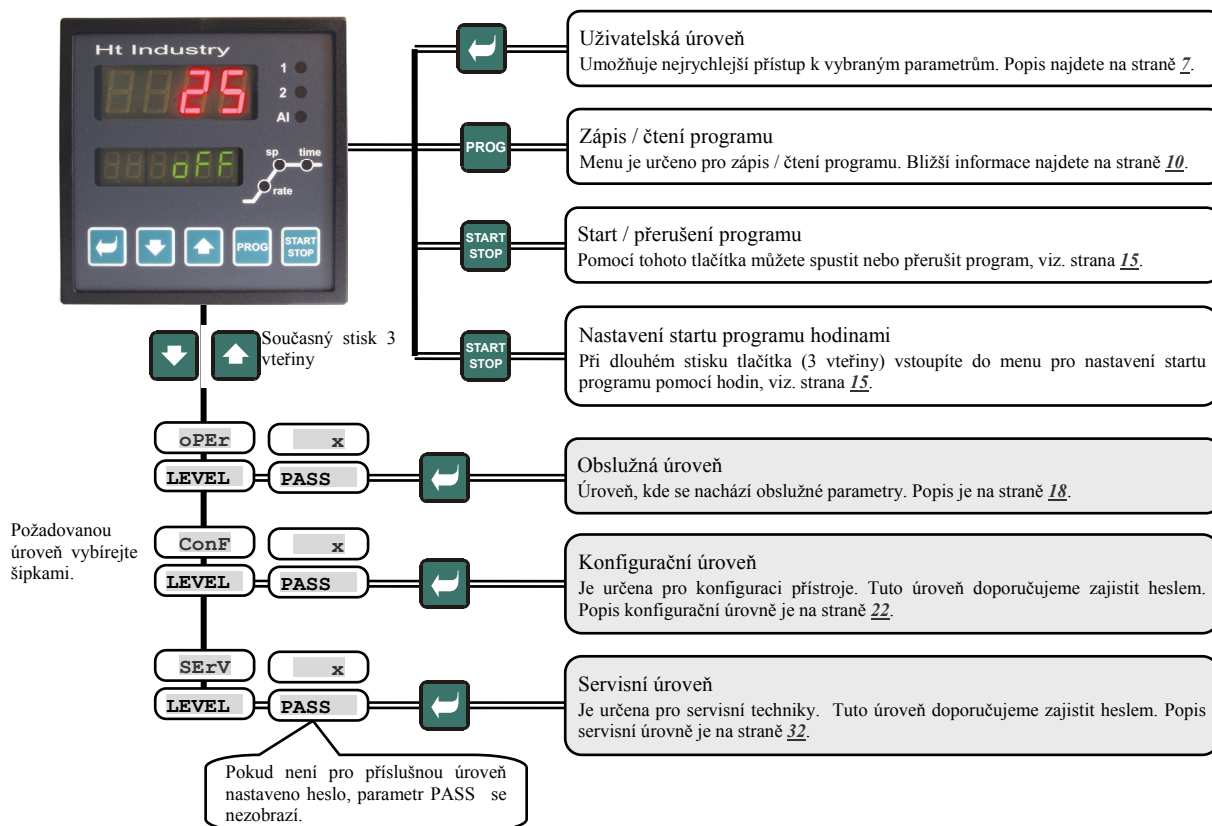 Ht Industry
25
1
2
Al
oFF
sp
time
rate
PROG
START
STOP
Uživatelská úroveň
Umožňuje nejrychlejší přístup k vybraným parametrům. Popis najdete na straně 7.
PROG
Zápis / čtení programu
Menu je určeno pro zápis / čtení programu. Bližší informace najdete na straně 10.
START
STOP
Start / přerušení programu
Pomocí tohoto tlačítka můžete spustit nebo přerušit program, viz. strana 15.
START
STOP
Nastavení startu programu hodinami
Při dlouhém stisku tlačítka (3 vteřiny) vstoupíte do menu pro nastavení startu
programu pomocí hodin, viz. strana 15.
Současný stisk 3
vteřiny
Požadovanou
úroveň vybírejte
šipkami.
oPEr
x
LEVEL
PASS
Obslužná úroveň
Úroveň, kde se nachází obslužné parametry. Popis je na straně 18.
ConF
x
LEVEL
PASS
Konfigurační úroveň
Je určena pro konfiguraci přístroje. Tuto úroveň doporučujeme zajistit heslem.
Popis konfigurační úrovně je na straně 22.
SErV
x
LEVEL
PASS
Servisní úroveň
Je určena pro servisní techniky. Tuto úroveň doporučujeme zajistit heslem. Popis
servisní úrovně je na straně 32.
Pokud není pro příslušnou úroveň
nastaveno heslo, parametr PASS se
nezobrazí.